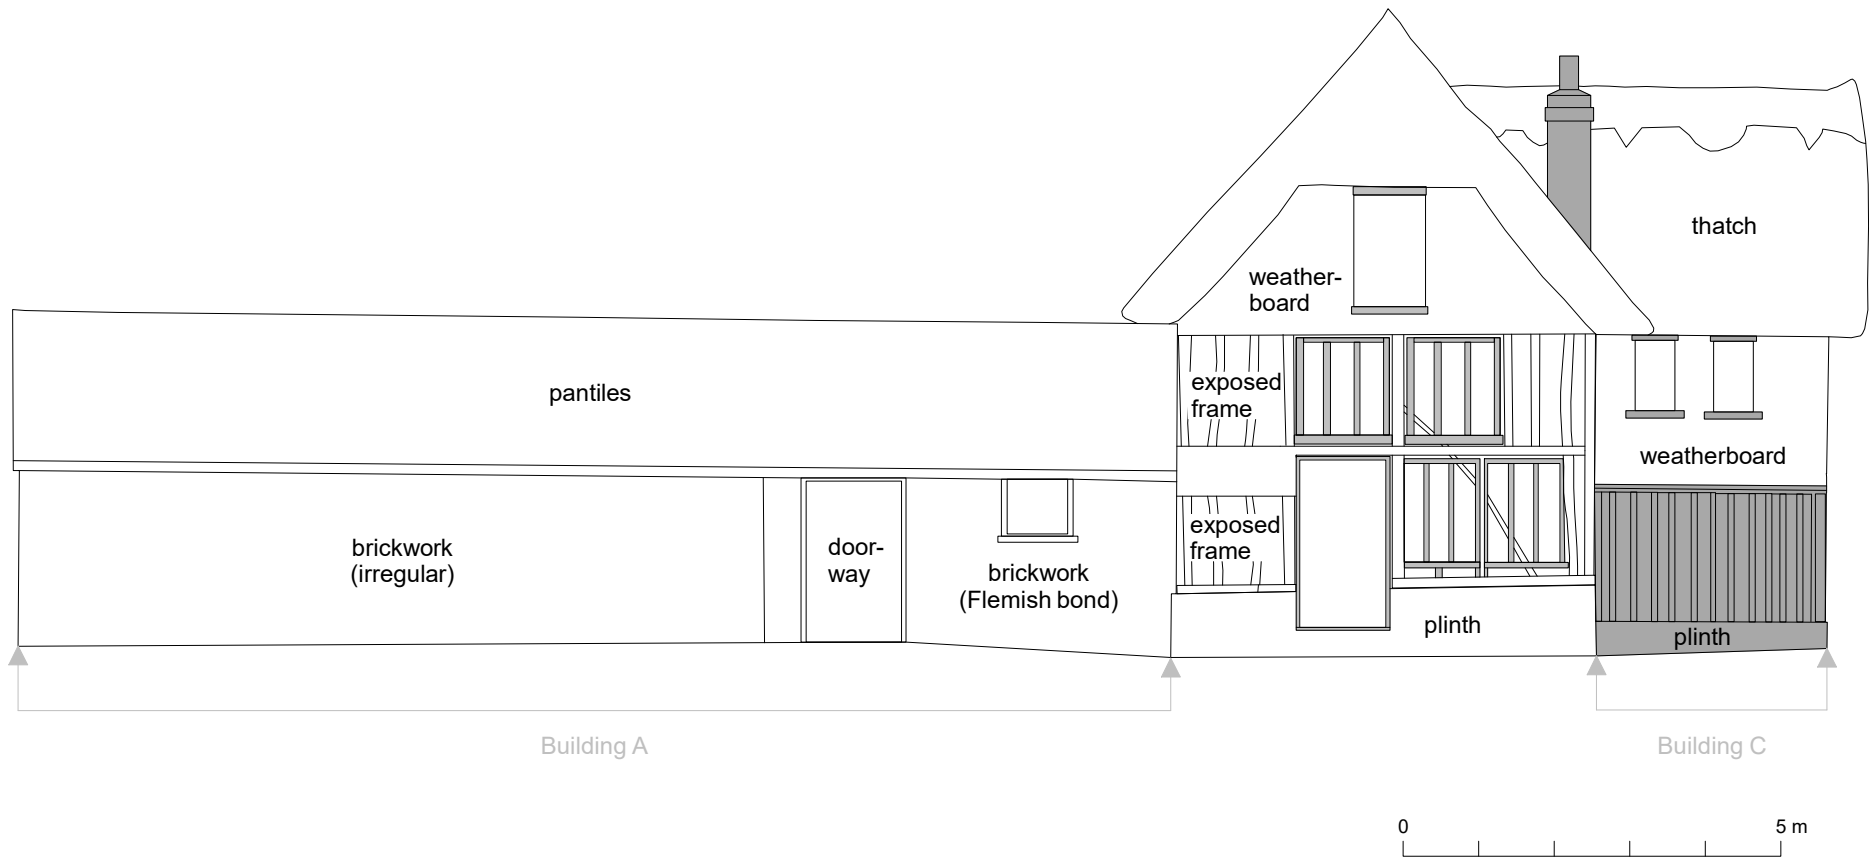 thatch
weather-
board
exposed
frame
pantiles
weatherboard
exposed
frame
brickwork
(irregular)
door-
way
brickwork
(Flemish bond)
plinth
plinth
Building A
Building C
0 5 m